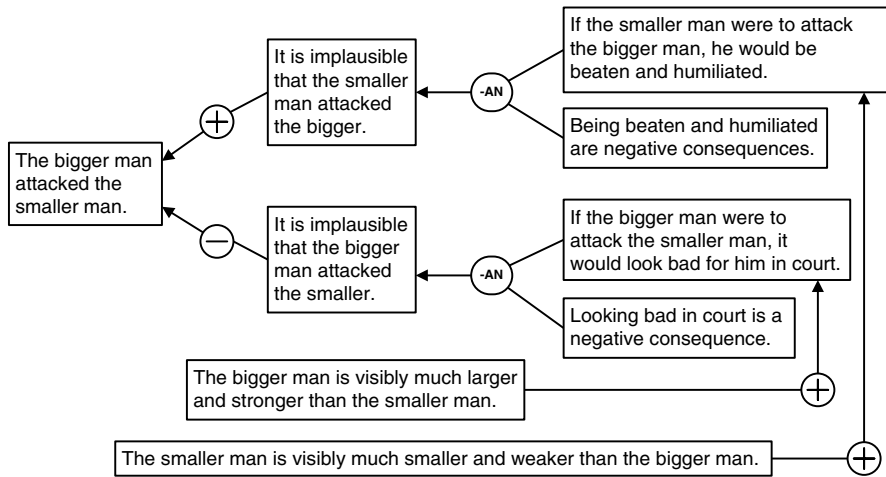 If the smaller man were to attack
the bigger man, he would be
beaten and humiliated.
It is implausible
that the smaller
man attacked
the bigger.
-AN
+
Being beaten and humiliated
are negative consequences.
The bigger man
attacked the
smaller man.
If the bigger man were to
attack the smaller man, it
would look bad for him in court.
It is implausible
that the bigger
man attacked
the smaller.
−
-AN
Looking bad in court is a
negative consequence.
The bigger man is visibly much larger
and stronger than the smaller man.
+
The smaller man is visibly much smaller and weaker than the bigger man.
+